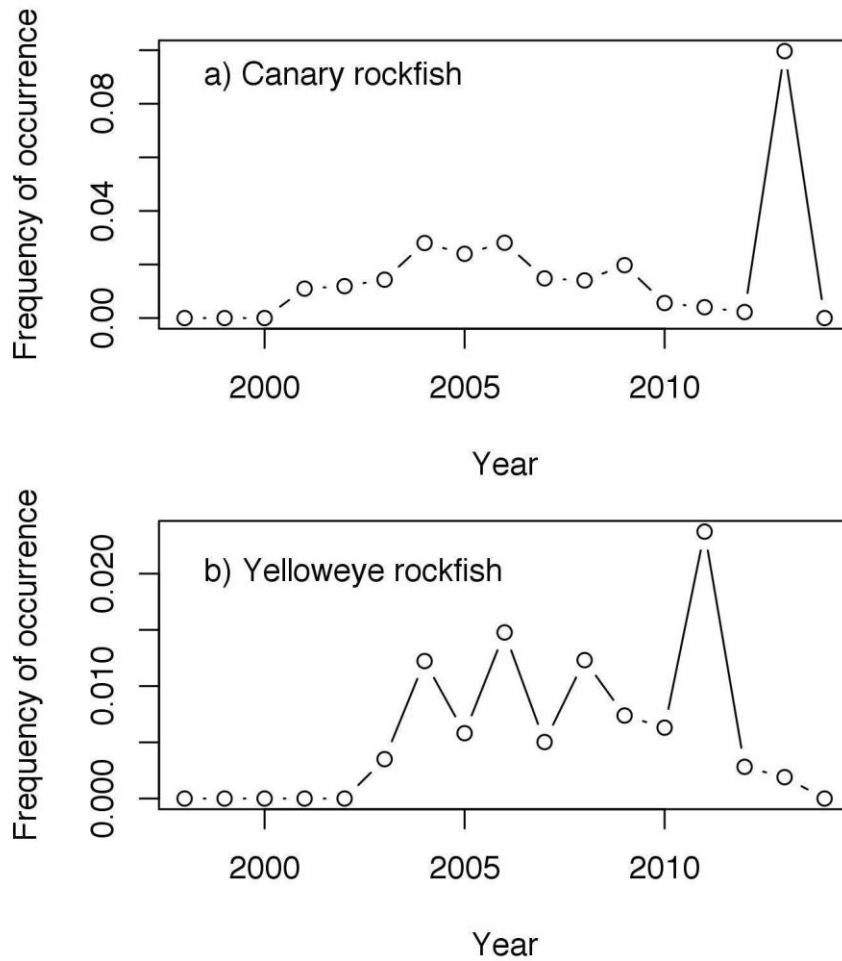 a) Canary rockfish
Frequency of occurrence
0.08
0.04
0.00
2000 2005 2010
Year
b) Yelloweye rockfish
Frequency of occurrence
0.020
0.010
0.000
2000 2005 2010
Year